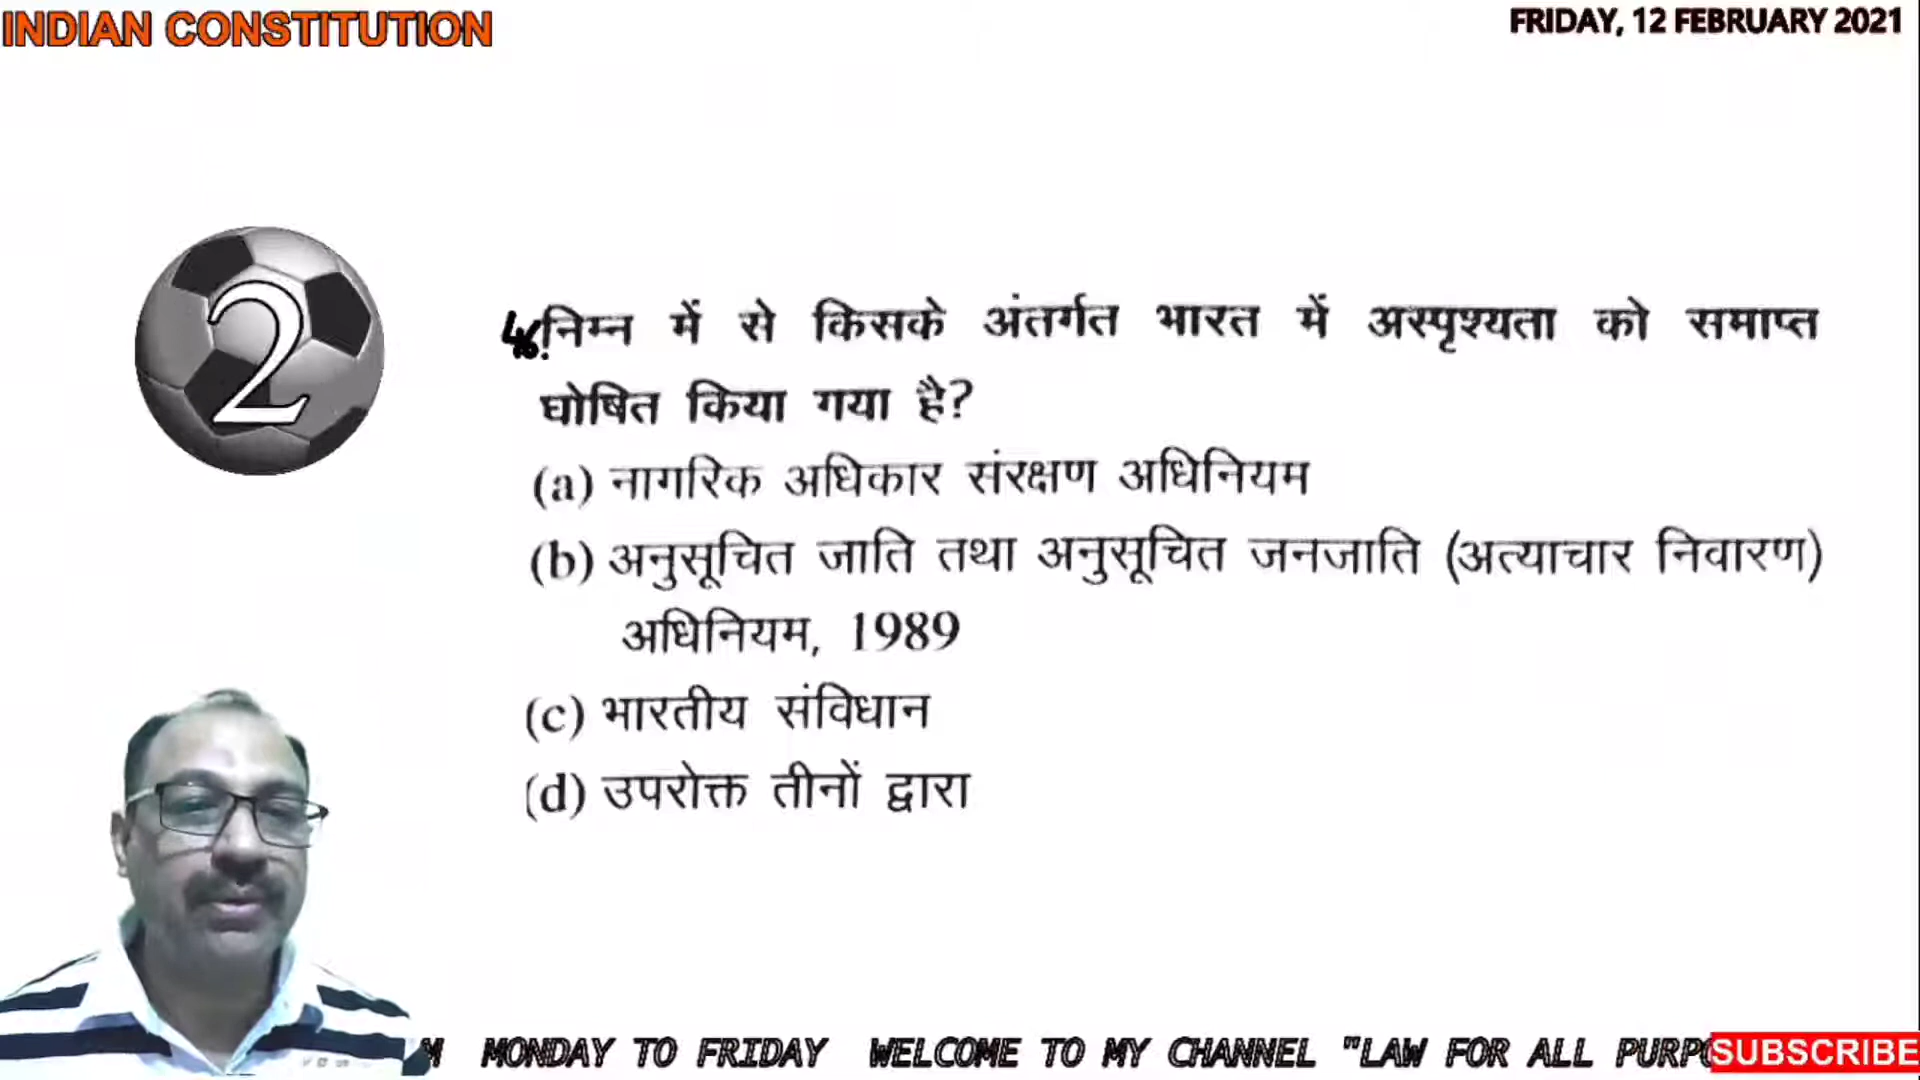 INDIAN CONSTITUTION
FRIDAY, 12 FEBRUARY 2021
2
46.निम्न में से किसके अंतर्गत भारत में अस्पृश्यता को समाप्त
घोषित किया गया है?
(a) नागरिक अधिकार संरक्षण अधिनियम
(b) अनुसूचित जाति तथा अनुसूचित जनजाति (अत्याचार निवारण)
अधिनियम, 1989
(c) भारतीय संविधान
(d) उपरोक्त तीनों द्वारा
M MONDAY TO FRIDAY WELCOME TO MY CHANNEL "LAW FOR ALL PURPO
SUBSCRIBE